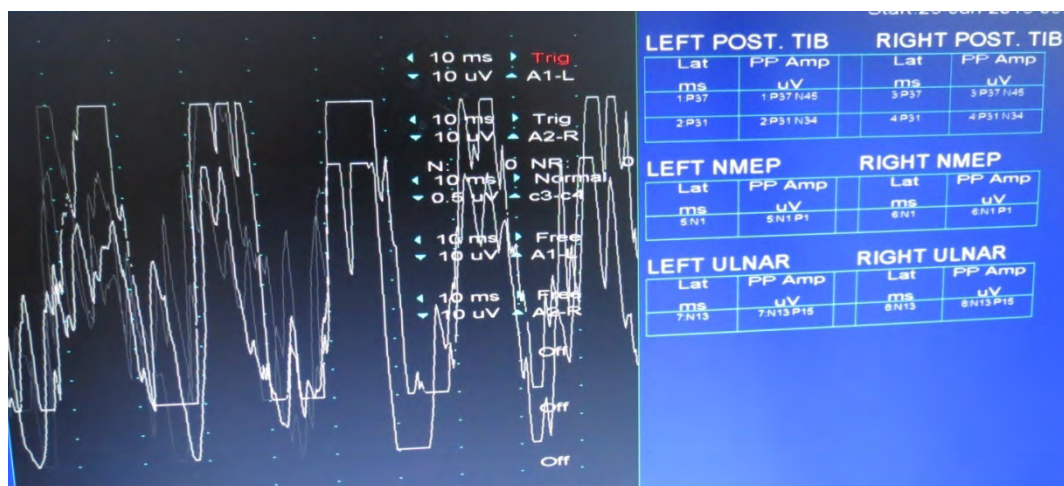 10 ms Trig
10 uV A1-L
10 ms Trig
10 uV A2-R
N: 0 NR: 0
10 ms Normal
0.5 uV c3-c4
10 ms Free
10 uV A1-L
10 ms Free
10 uV A2-R
Off
Off
Off
LEFT POST. TIB RIGHT POST. TIB
Lat PP Amp Lat PP Amp
ms uV ms uV
1:P37 1:P37 N45 3:P37 3:P37 N45
2:P31 2:P31 N34 4:P31 4:P31 N34
LEFT NMEP RIGHT NMEP
Lat PP Amp Lat PP Amp
ms uV ms uV
5:N1 5:N1 P1 6:N1 6:N1 P1
LEFT ULNAR RIGHT ULNAR
Lat PP Amp Lat PP Amp
ms uV ms uV
7:N13 7:N13 P15 8:N13 8:N13 P15